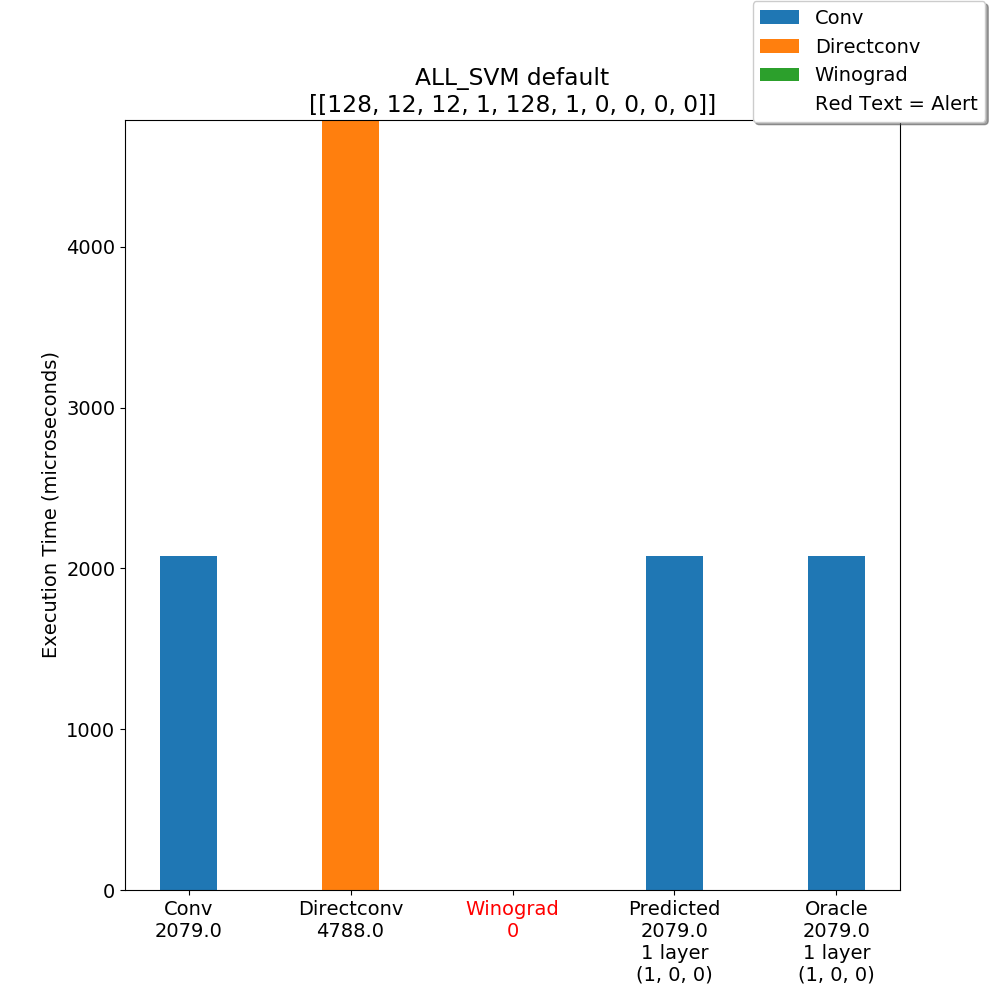 Conv
Directconv
Winograd
Red Text = Alert
ALL_SVM default
[[128, 12, 12, 1, 128, 1, 0, 0, 0, 0]]
Execution Time (microseconds)
4000
3000
2000
1000
0
Conv
2079.0
Directconv
4788.0
Winograd
0
Predicted
2079.0
1 layer
(1, 0, 0)
Oracle
2079.0
1 layer
(1, 0, 0)